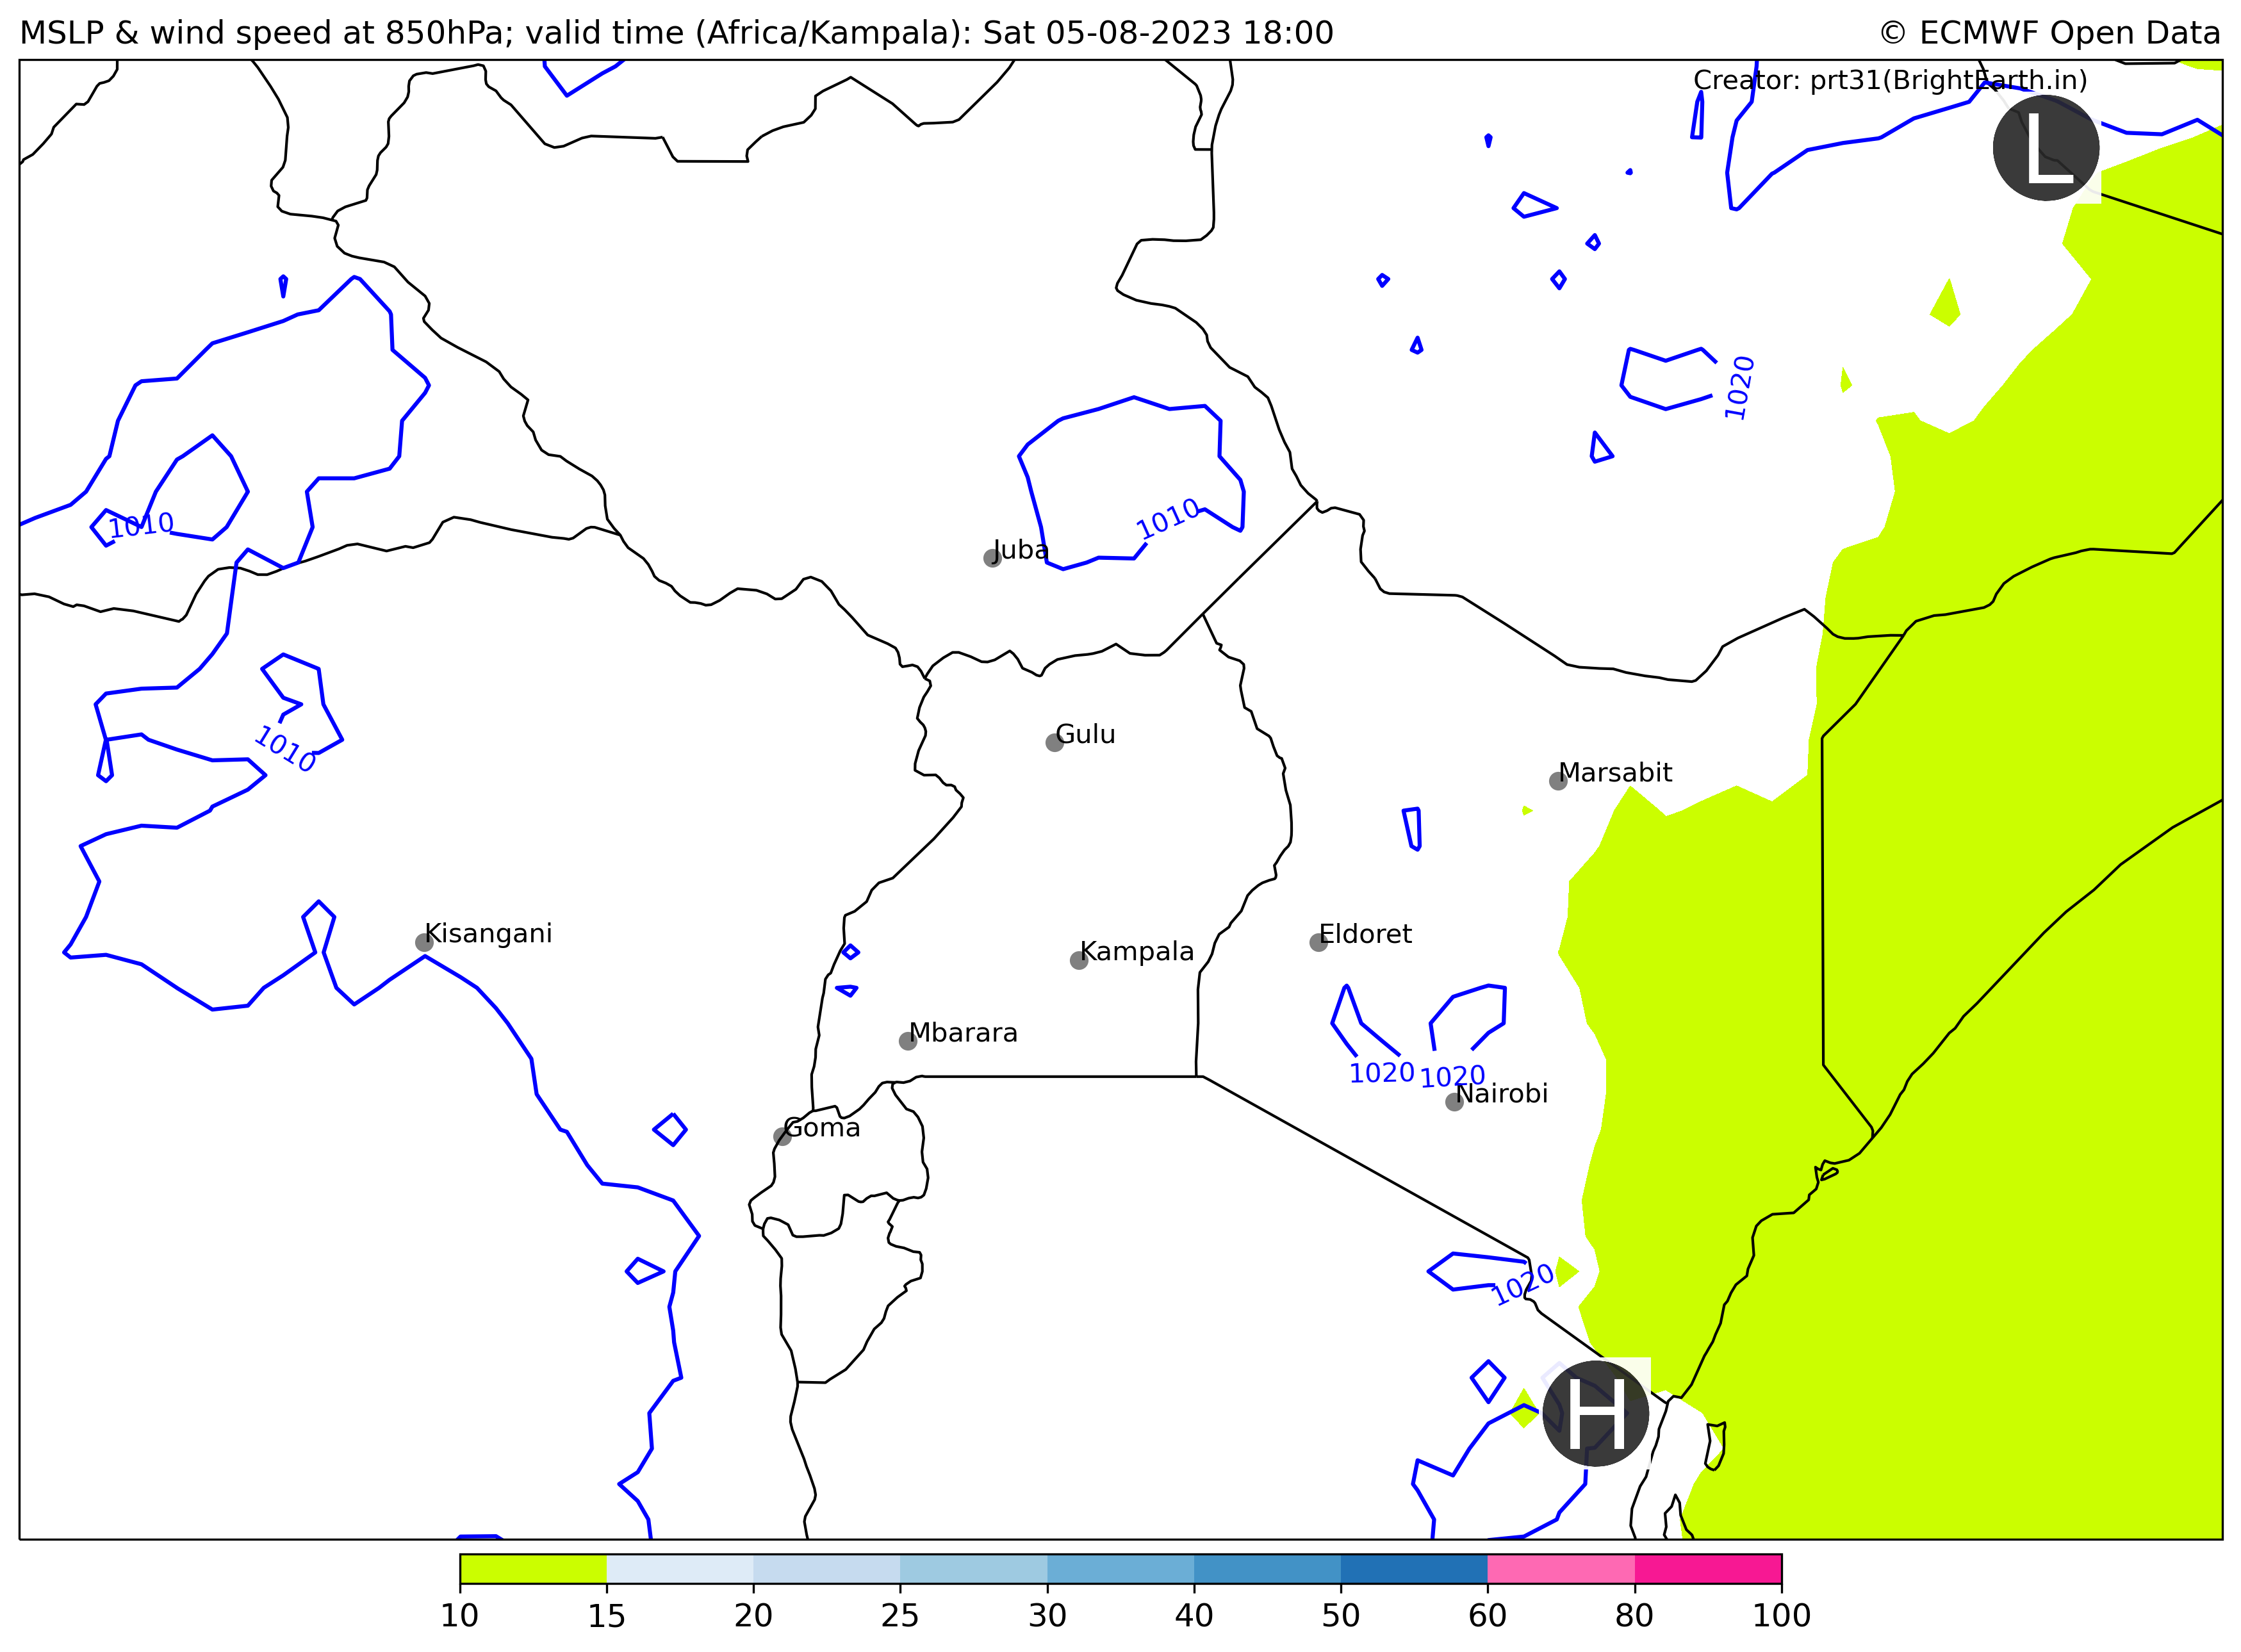 MSLP & wind speed at 850hPa; valid time (Africa/Kampala): Sat 05-08-2023 18:00
© ECMWF Open Data
Creator: prt31(BrightEarth.in)
L
1020
1010
1010
Juba
Gulu
1010
Marsabit
Kisangani
Eldoret
Kampala
Mbarara
1020
1020
Nairobi
Goma
1020
H
10 15 20 25 30 40 50 60 80 100